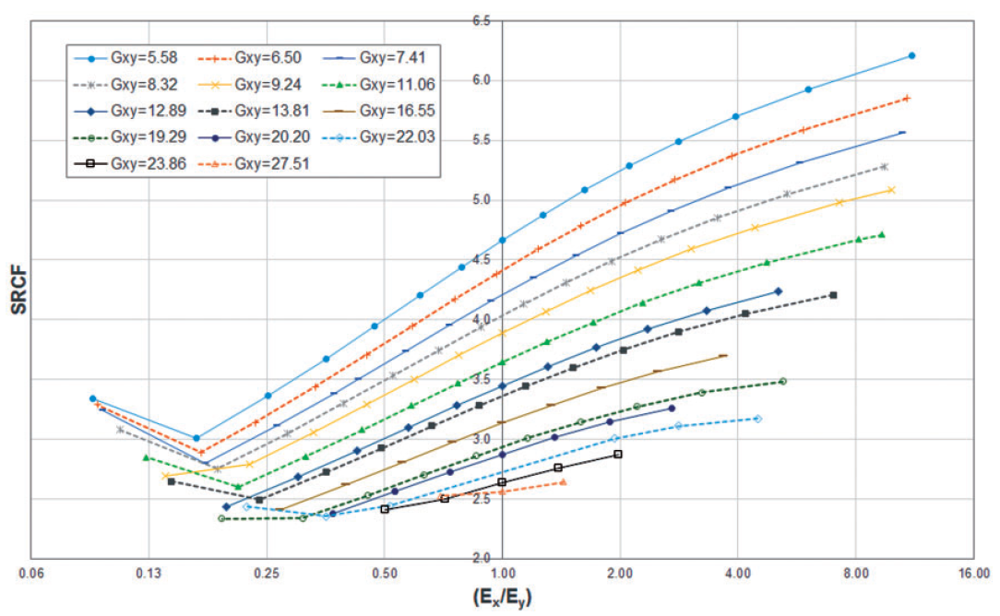 6.5
Gxy=5.58 Gxy=6.50 Gxy=7.41
Gxy=8.32 Gxy=9.24 Gxy=11.06
Gxy=12.89 Gxy=13.81 Gxy=16.55
Gxy=19.29 Gxy=20.20 Gxy=22.03
Gxy=23.86 Gxy=27.51
6.0
5.5
5.0
4.5
4.0
3.5
3.0
2.5
2.0
SRCF
0.06 0.13 0.25 0.50 1.00 2.00 4.00 8.00 16.00
(Ex/Ey)